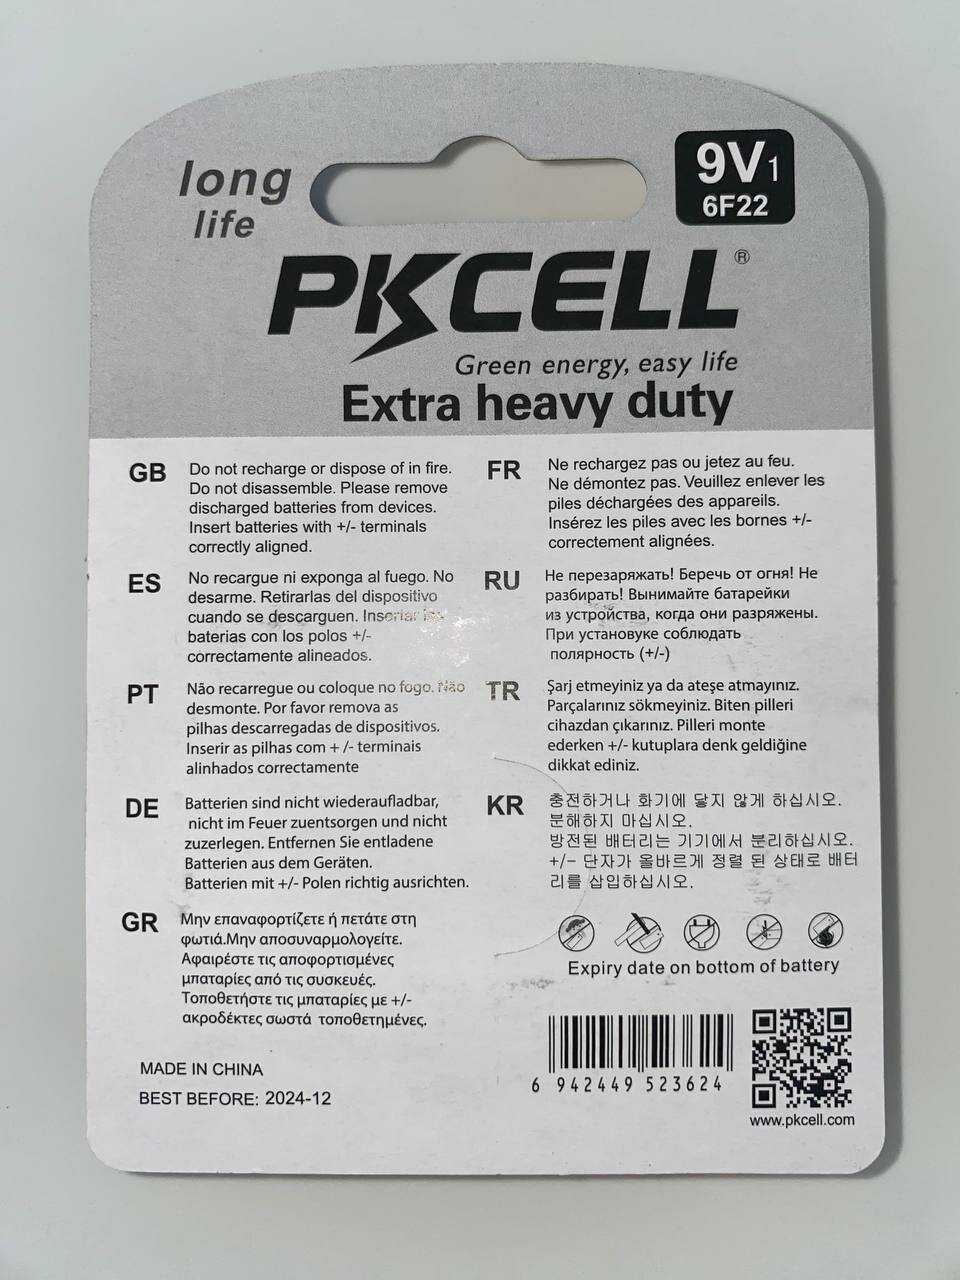 long
life
9V1
6F22
PKCELL®
Green energy, easy life
Extra heavy duty
GB
Do not recharge or dispose of in fire.
Do not disassemble. Please remove
discharged batteries from devices.
Insert batteries with +/- terminals
correctly aligned.
FR
Ne rechargez pas ou jetez au feu.
Ne démontez pas. Veuillez enlever les
piles déchargées des appareils.
Insérez les piles avec les bornes +/-
correctement alignées.
ES
No recargue ni exponga al fuego. No
desarme. Retirarlas del dispositivo
cuando se descarguen. Insertar las
baterias con los polos +/-
correctamente alineados.
RU
Не перезаряжать! Беречь от огня! Не
разбирать! Вынимайте батарейки
из устройства, когда они разряжены.
При установуке соблюдать
полярность (+/-)
PT
Não recarregue ou coloque no fogo. Não
desmonte. Por favor remova as
pilhas descarregadas de dispositivos.
Inserir as pilhas com + /- terminais
alinhados correctamente
TR
Şarj etmeyiniz ya da ateşe atmayınız.
Parçalarınız sökmeyiniz. Biten pilleri
cihazdan çıkarınız. Pilleri monte
ederken +/- kutuplara denk geldiğine
dikkat ediniz.
DE
Batterien sind nicht wiederaufladbar,
nicht im Feuer zuentsorgen und nicht
zuzerlegen. Entfernen Sie entladene
Batterien aus dem Geräten.
Batterien mit +/- Polen richtig ausrichten.
KR
충전하거나 화기에 닿지 않게 하십시오.
분해하지 마십시오.
방전된 배터리는 기기에서 분리하십시오.
+/- 단자가 올바르게 정렬 된 상태로 배터
리를 삽입하십시오.
GR
Μην επαναφορτίζετε ή πετάτε στη
φωτιά.Μην αποσυναρμολογείτε.
Αφαιρέστε τις αποφορτισμένες
μπαταρίες από τις συσκευές.
Τοποθετήστε τις μπαταρίες με +/-
ακροδέκτες σωστά τοποθετημένες.
Expiry date on bottom of battery
MADE IN CHINA
BEST BEFORE: 2024-12
6 942449 523624
www.pkcell.com